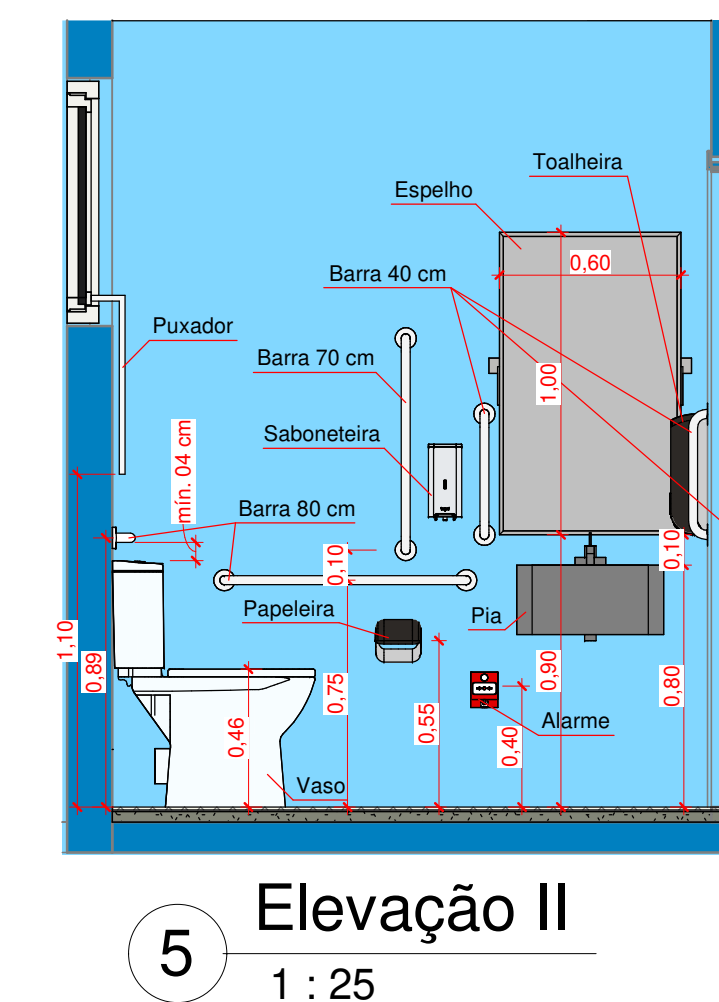 Toalheira
Espelho
0,60
Barra 40 cm
Puxador
Barra 70 cm
1,00
Saboneteira
mín. 04 cm
Barra 80 cm
0,10
0,10
Papeleira
Pia
1,10
0,89
0,75
0,90
0,80
0,55
Alarme
0,46
0,40
Vaso
5
Elevação II
1 : 25